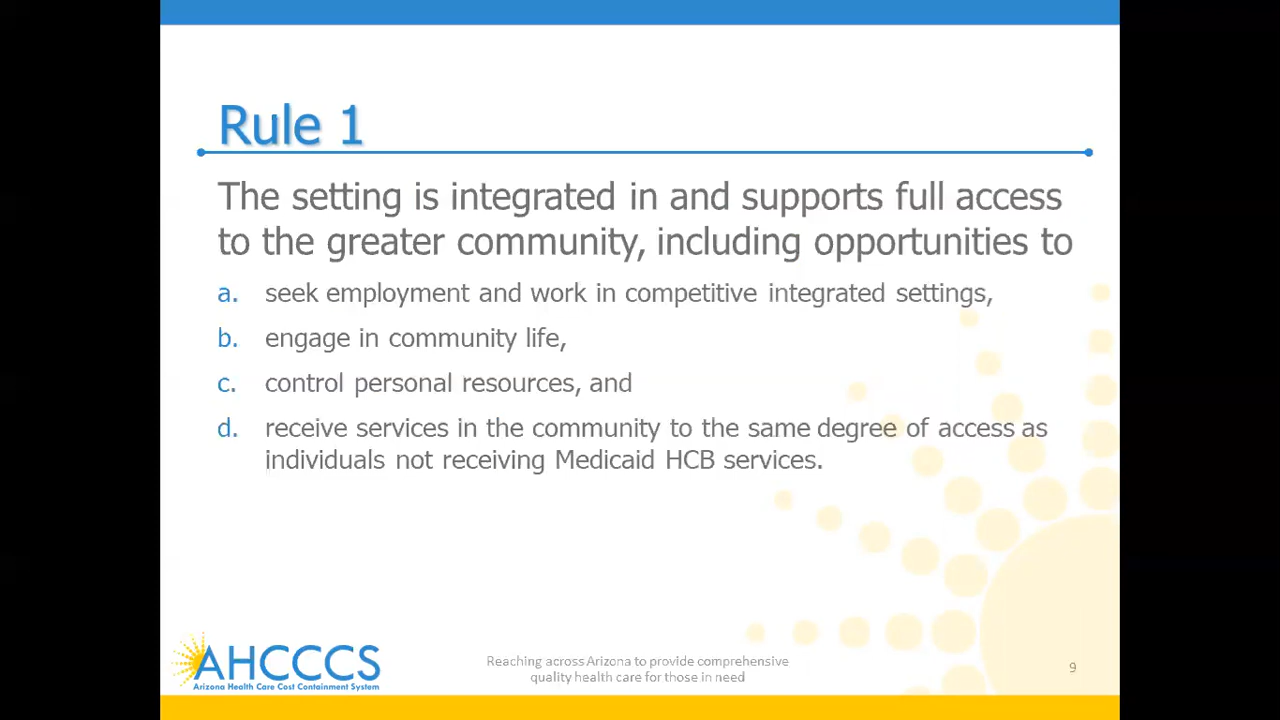 Rule 1
The setting is integrated in and supports full access
to the greater community, including opportunities to
a. seek employment and work in competitive integrated settings,
b. engage in community life,
c. control personal resources, and
d. receive services in the community to the same degree of access as
individuals not receiving Medicaid HCB services.
AHCCCS
Arizona Health Care Cost Containment System
Reaching across Arizona to provide comprehensive
quality health care for those in need
9